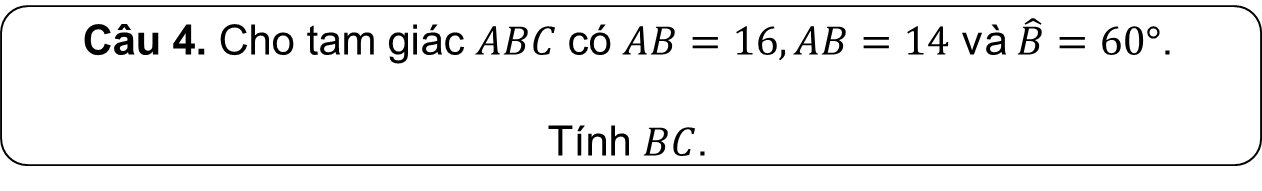 Câu 4. Cho tam giác 𝐴𝐵𝐶 có 𝐴𝐵 = 16, 𝐴𝐵 = 14 và 𝐵̂ = 60°.
Tính 𝐵𝐶.